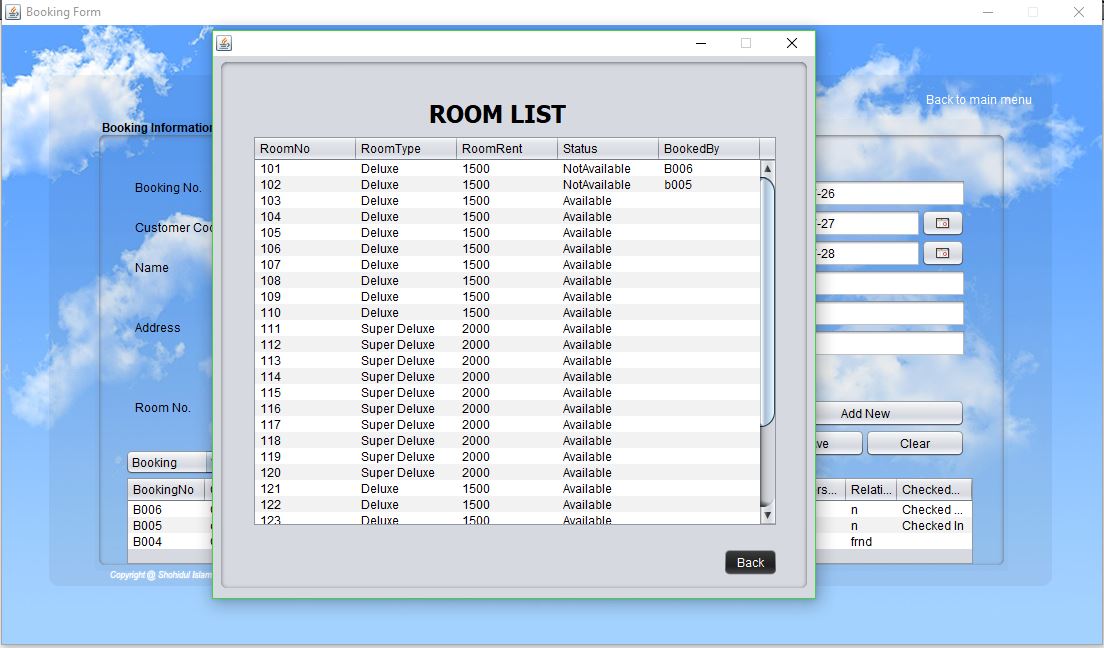 Booking Form
Back to main menu
Booking Information
Booking No.
Customer
Name
Address
Room No.
-26
-27
-28
Add New
Clear
Booking
BookingNo
Relati... Checked...
B006 n Checked ...
B005 n Checked In
B004 frnd
Copyright @ Shohidul Islam
ROOM LIST
RoomNo RoomType RoomRent Status BookedBy
101 Deluxe 1500 NotAvailable B006
102 Deluxe 1500 NotAvailable b005
103 Deluxe 1500 Available
104 Deluxe 1500 Available
105 Deluxe 1500 Available
106 Deluxe 1500 Available
107 Deluxe 1500 Available
108 Deluxe 1500 Available
109 Deluxe 1500 Available
110 Deluxe 1500 Available
111 Super Deluxe 2000 Available
112 Super Deluxe 2000 Available
113 Super Deluxe 2000 Available
114 Super Deluxe 2000 Available
115 Super Deluxe 2000 Available
116 Super Deluxe 2000 Available
117 Super Deluxe 2000 Available
118 Super Deluxe 2000 Available
119 Super Deluxe 2000 Available
120 Super Deluxe 2000 Available
121 Deluxe 1500 Available
122 Deluxe 1500 Available
123 Deluxe 1500 Available
Back